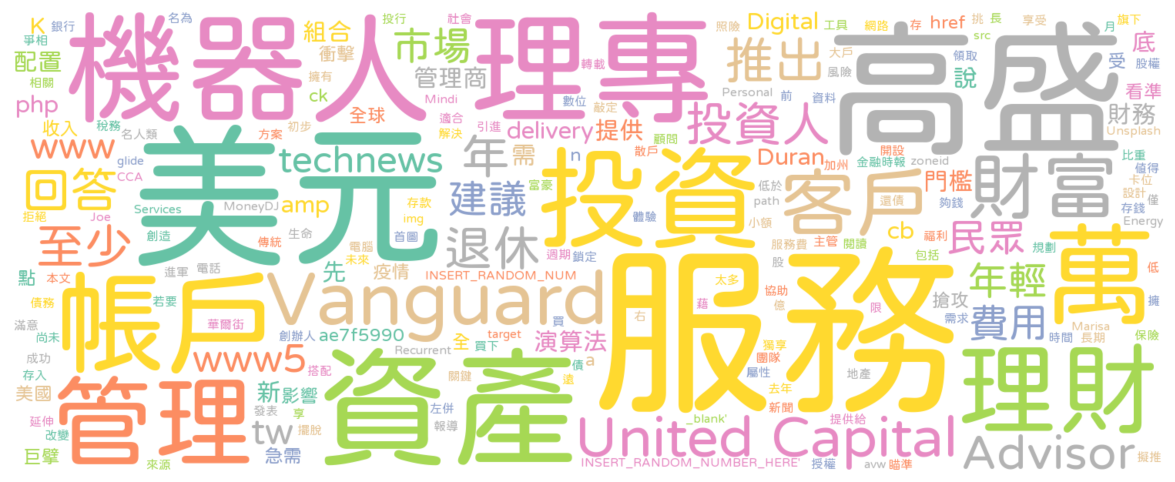 K 銀行 名為 投行 社會
爭相 組合 市場 照險 Digital 工具 網路 存 href 挑 長 享受 月 旗下
配置 機器人 衝擊 轉載 理專 推出 大戶 高盛 領取 src 底 股權
相關 擁有 管理商 風險 說 受 看準
php ck Mindi 數位 敲定 Personal 前 資料 財務
收入 稅務 名人類 方案 初步 全球 適合 解決 引進 delivery 提供 顧問 投資人 開設 Unsplash
www glide technews 年 需 n 散戶 Duran 加州 金融時報 zoneid 門檻 比重 值得
回答 CCA 美元 富豪 投資 低於 客戶 還債 財富 夠錢 卡位 設計 僅
拒絕 Joe Services MoneyDJ amp 存款 img 建議 體驗 path 小額 存錢 Energy
至少 創造 傳統 生命 電腦 未來 首圖 退休 服務費 主管 閱讀 cb 福利 民眾 規劃 萬
點 本文 進軍 電話 先 疫情 週期 鎖定 INSERT_RANDOM_NUM 太多 股 包括 低
債務 若要 帳戶 Vanguard 藉 協助 億 服務 限 年輕 搶攻 擁
滿意 尚未 華爾街 創辦人 ae7f5990 target 買 右 需求 費用 Marisa 時間 長期 保險
成功 www5 Recurrent 全 買下 演算法 a 債 獨享 團隊 屬性 地產
存入 搭配 關鍵 遠 去年
美國 管理 新 影響 資產 新聞 理財
延伸 發表 享 左併 _blank' 提供給
改變 tw 擺脫 報導 United Capital Advisor
巨擘 來源 急需 INSERT_RANDOM_NUMBER_HERE' 授權 avw 瞄準 擬推